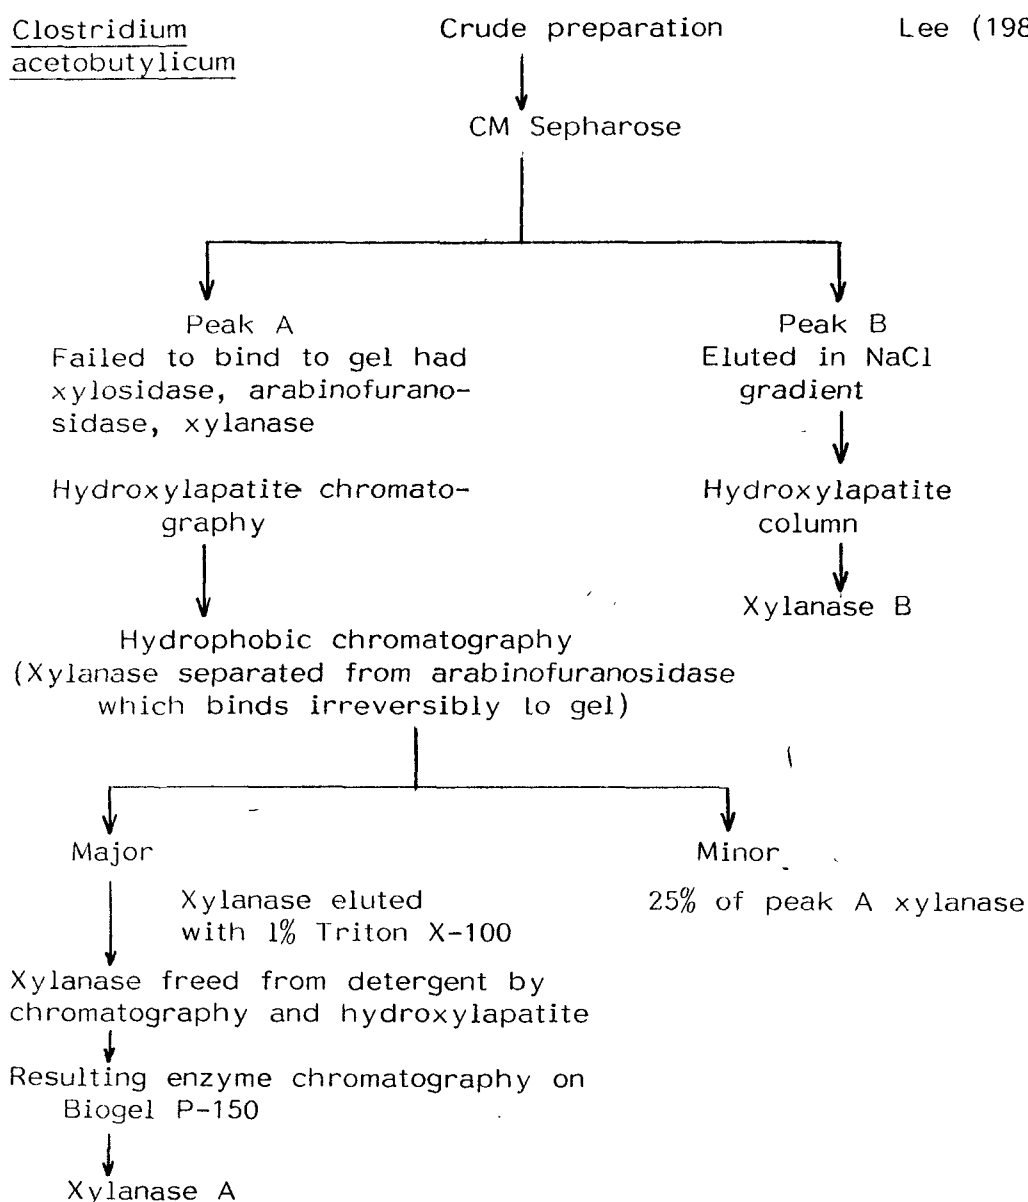 Clostridium
acetobutylicum
Crude preparation
Lee (198
CM Sepharose
Peak A
Failed to bind to gel had
xylosidase, arabinofurano-
sidase, xylanase
Hydroxylapatite chromato-
graphy
Peak B
Eluted in NaCl
gradient
Hydroxylapatite
column
Xylanase B
Hydrophobic chromatography
(Xylanase separated from arabinofuranosidase
which binds irreversibly to gel)
Major
Xylanase eluted
with 1% Triton X-100
Minor
25% of peak A xylanase
Xylanase freed from detergent by
chromatography and hydroxylapatite
Resulting enzyme chromatography on
Biogel P-150
Xylanase A